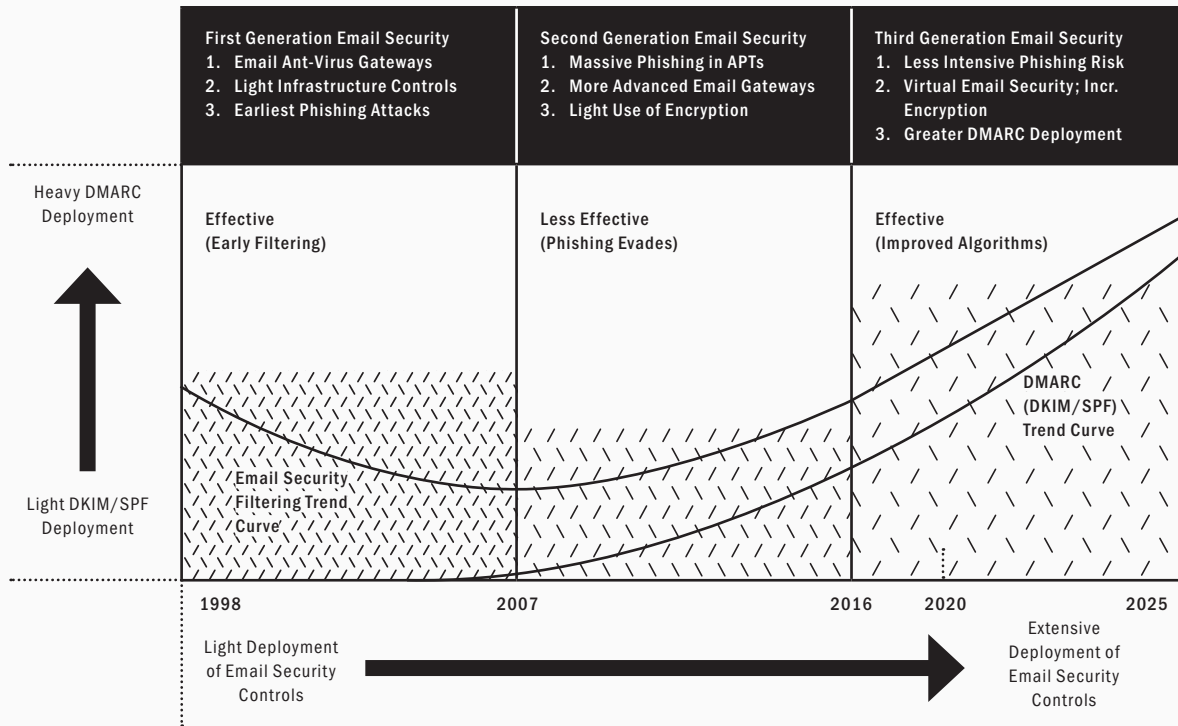 First Generation Email Security
1. Email Ant-Virus Gateways
2. Light Infrastructure Controls
3. Earliest Phishing Attacks
Second Generation Email Security
1. Massive Phishing in APTs
2. More Advanced Email Gateways
3. Light Use of Encryption
Third Generation Email Security
1. Less Intensive Phishing Risk
2. Virtual Email Security; Incr.
Encryption
3. Greater DMARC Deployment
Heavy DMARC
Deployment
Light DKIM/SPF
Deployment
Effective
(Early Filtering)
Less Effective
(Phishing Evades)
Effective
(Improved Algorithms)
Email Security
Filtering Trend
Curve
DMARC
(DKIM/SPF)
Trend Curve
1998
2007
2016
2020
2025
Light Deployment
of Email Security
Controls
Extensive
Deployment of
Email Security
Controls